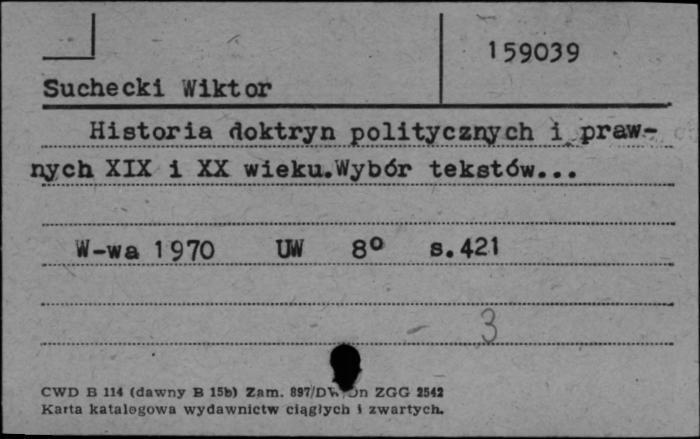 159039
Suchecki Wiktor
Historia doktryn politycznych i praw-
nych XIX i XX wieku.Wybór tekstów...
W-wa 1970 UW 8º s.421
3
CWD B 114 (dawny B 15b) Zam. 897/ ZGG 2542
Karta katalogowa wydawnictw ciągłych i zwartych.